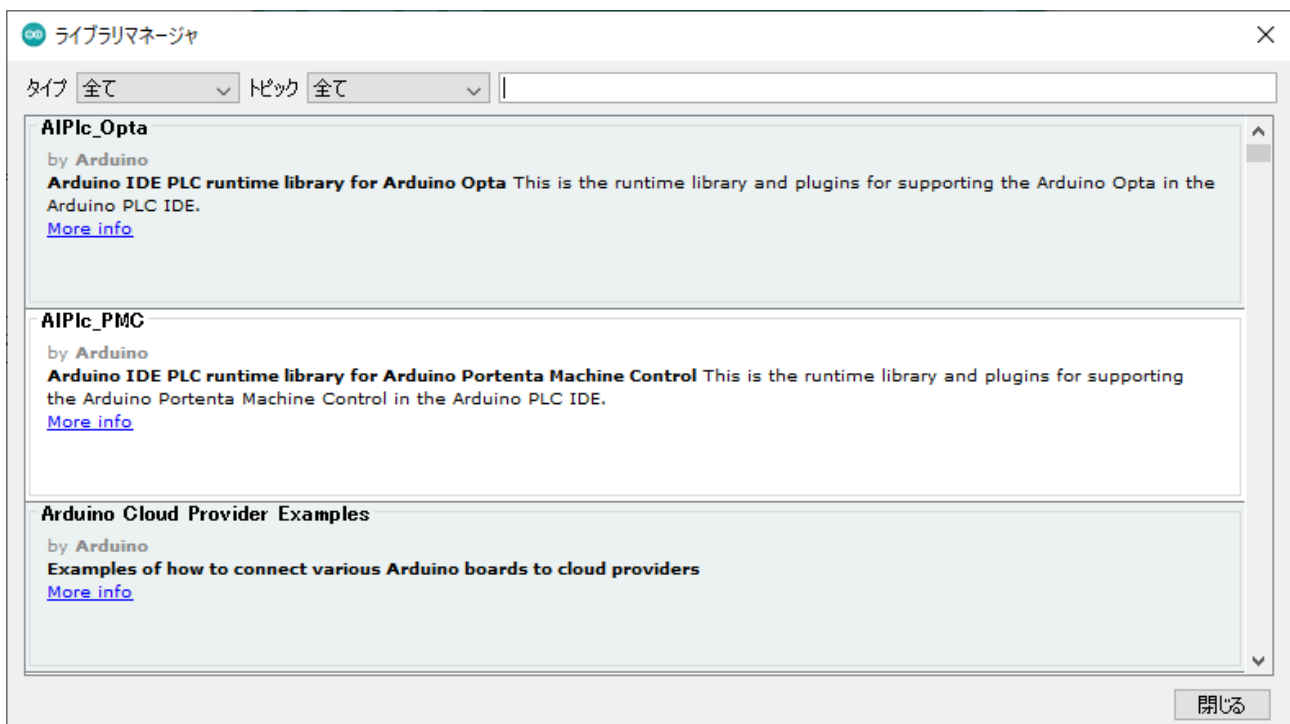 ライブラリマネージャ
タイプ 全て トピック 全て
AlPlc_Opta
by Arduino
Arduino IDE PLC runtime library for Arduino Opta This is the runtime library and plugins for supporting the Arduino Opta in the
Arduino PLC IDE.
More info
AlPlc_PMC
by Arduino
Arduino IDE PLC runtime library for Arduino Portenta Machine Control This is the runtime library and plugins for supporting
the Arduino Portenta Machine Control in the Arduino PLC IDE.
More info
Arduino Cloud Provider Examples
by Arduino
Examples of how to connect various Arduino boards to cloud providers
More info
閉じる